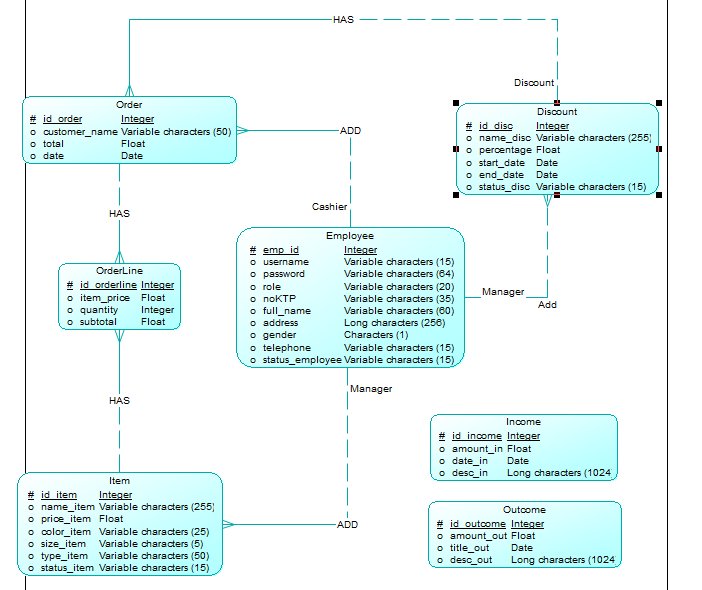 HAS
Discount
Order
# id_order Integer
o customer_name Variable characters (50)
o total Float
o date Date
ADD
Discount
# id_disc Integer
o name_disc Variable characters (255)
o percentage Float
o start_date Date
o end_date Date
o status_disc Variable characters (15)
HAS
Cashier
Employee
# emp_id Integer
o username Variable characters (15)
o password Variable characters (64)
o role Variable characters (20)
o noKTP Variable characters (35)
o full_name Variable characters (60)
o address Long characters (256)
o gender Characters (1)
o telephone Variable characters (15)
o status_employee Variable characters (15)
OrderLine
# id_orderline Integer
o item_price Float
o quantity Integer
o subtotal Float
Manager
Add
HAS
Manager
Income
# id_income Integer
o amount_in Float
o date_in Date
o desc_in Long characters (1024
Item
# id_item Integer
o name_item Variable characters (255)
o price_item Float
o color_item Variable characters (25)
o size_item Variable characters (5)
o type_item Variable characters (50)
o status_item Variable characters (15)
ADD
Outcome
# id_outcome Integer
o amount_out Float
o title_out Date
o desc_out Long characters (1024